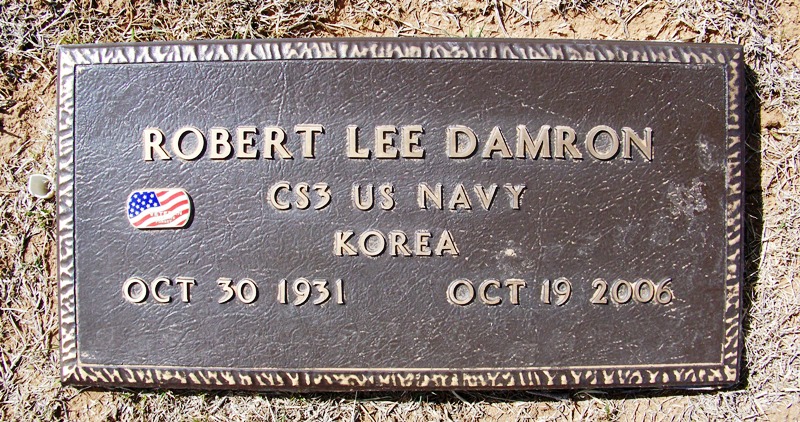 ROBERT LEE DAMRON
CS3 US NAVY
KOREA
OCT 30 1931 OCT 19 2006